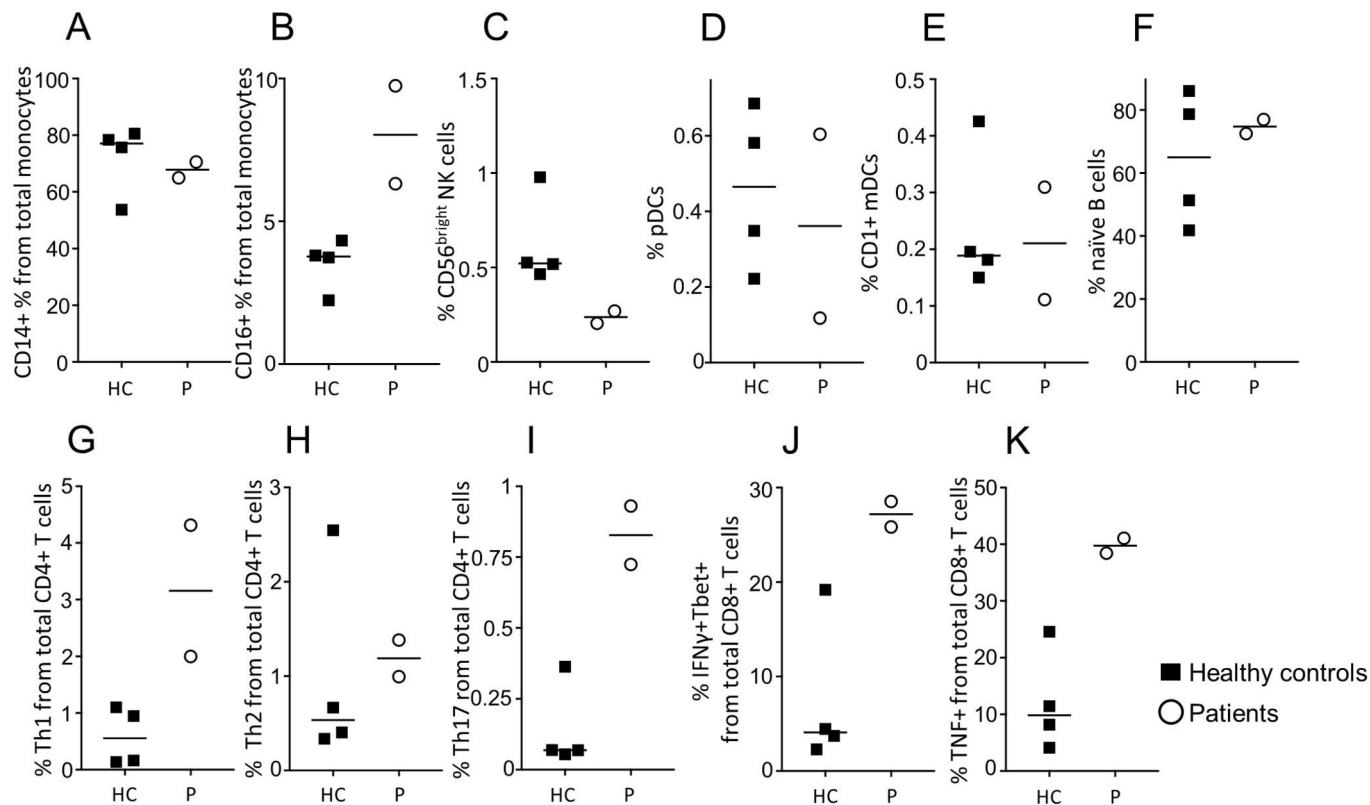 A
CD14+ % from total monocytes
100
80
60
40
20
0
HC P
B
CD16+ % from total monocytes
10
5
0
HC P
C
% CD56bright NK cells
1.5
1
0.5
0
HC P
D
% pDCs
0.6
0.4
0.2
0
HC P
E
% CD1+ mDCs
0.5
0.4
0.3
0.2
0.1
0
HC P
F
% naïve B cells
80
60
40
20
0
HC P
G
% Th1 from total CD4+ T cells
5
4
3
2
1
0
HC P
H
% Th2 from total CD4+ T cells
3
2
1
0
HC P
I
% Th17 rom total CD4+ T cells
1
0.75
0.5
0.25
0
HC P
J
% IFNγ+Tbet+
from total CD8+ T cells
30
20
10
0
HC P
K
% TNF+ from total CD8+ T cells
50
40
30
20
10
0
HC P
Healthy controls
Patients